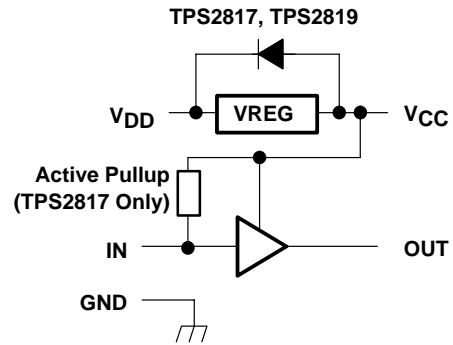 TPS2817, TPS2819
VDD
VREG
VCC
Active Pullup
(TPS2817 Only)
IN
OUT
GND